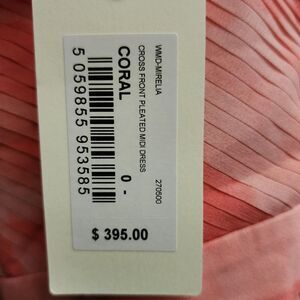 WMD-MIRELIA 270500
CROSS FRONT PLEATED MIDI DRESS
CORAL 0 -
5 059855 953585
$ 395.00